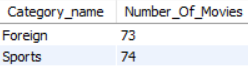 Category_name Number_Of_Movies
Foreign 73
Sports 74